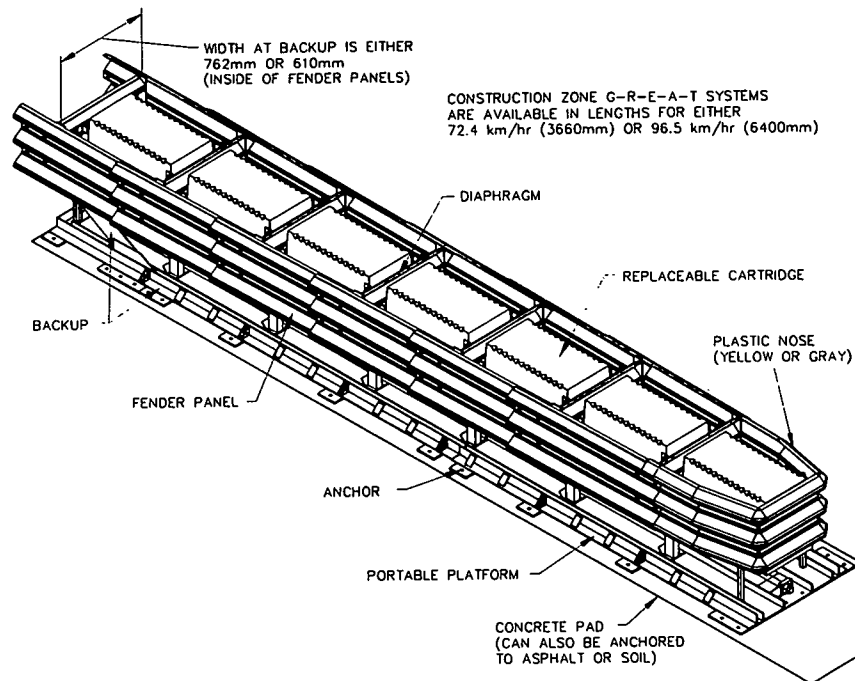 WIDTH AT BACKUP IS EITHER
762mm OR 610mm
(INSIDE OF FENDER PANELS)
CONSTRUCTION ZONE G-R-E-A-T SYSTEMS
ARE AVAILABLE IN LENGTHS FOR EITHER
72.4 km/hr (3660mm) OR 96.5 km/hr (6400mm)
DIAPHRAGM
REPLACEABLE CARTRIDGE
PLASTIC NOSE
(YELLOW OR GRAY)
BACKUP
FENDER PANEL
ANCHOR
PORTABLE PLATFORM
CONCRETE PAD
(CAN ALSO BE ANCHORED
TO ASPHALT OR SOIL)